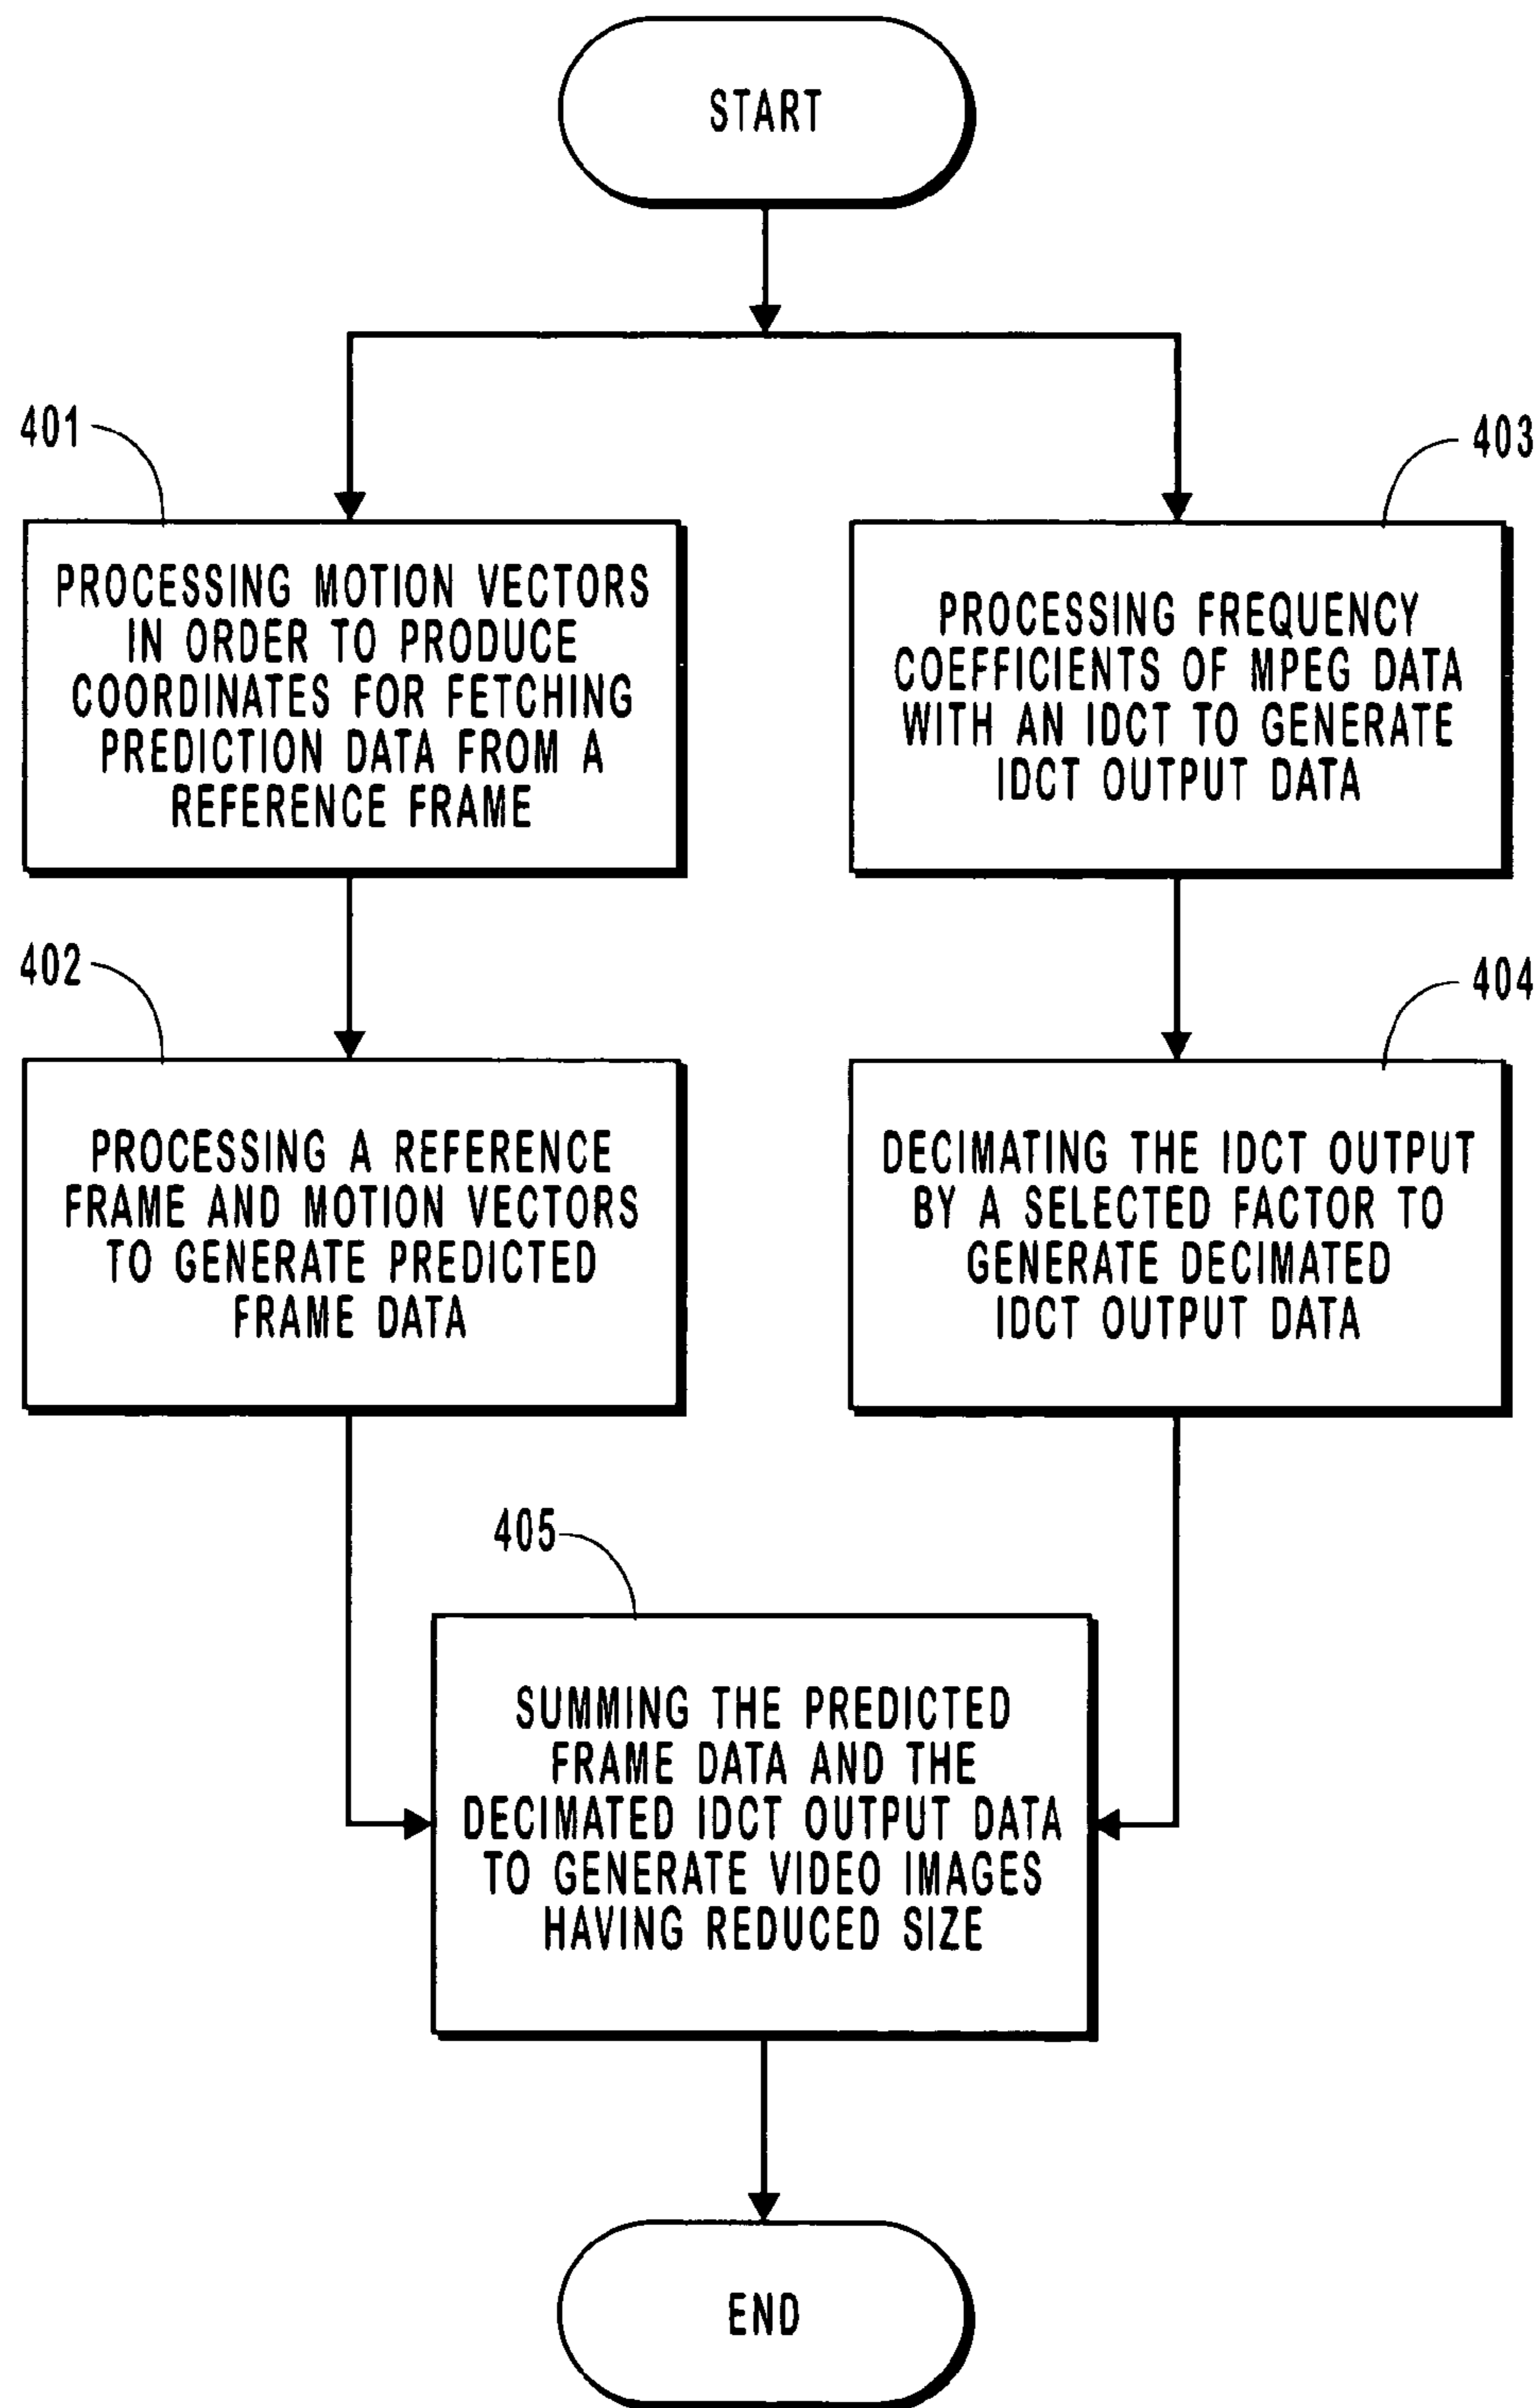 START
401
PROCESSING MOTION VECTORS
IN ORDER TO PRODUCE
COORDINATES FOR FETCHING
PREDICTION DATA FROM A
REFERENCE FRAME
403
PROCESSING FREQUENCY
COEFFICIENTS OF MPEG DATA
WITH AN IDCT TO GENERATE
IDCT OUTPUT DATA
402
PROCESSING A REFERENCE
FRAME AND MOTION VECTORS
TO GENERATE PREDICTED
FRAME DATA
404
DECIMATING THE IDCT OUTPUT
BY A SELECTED FACTOR TO
GENERATE DECIMATED
IDCT OUTPUT DATA
405
SUMMING THE PREDICTED
FRAME DATA AND THE
DECIMATED IDCT OUTPUT DATA
TO GENERATE VIDEO IMAGES
HAVING REDUCED SIZE
END